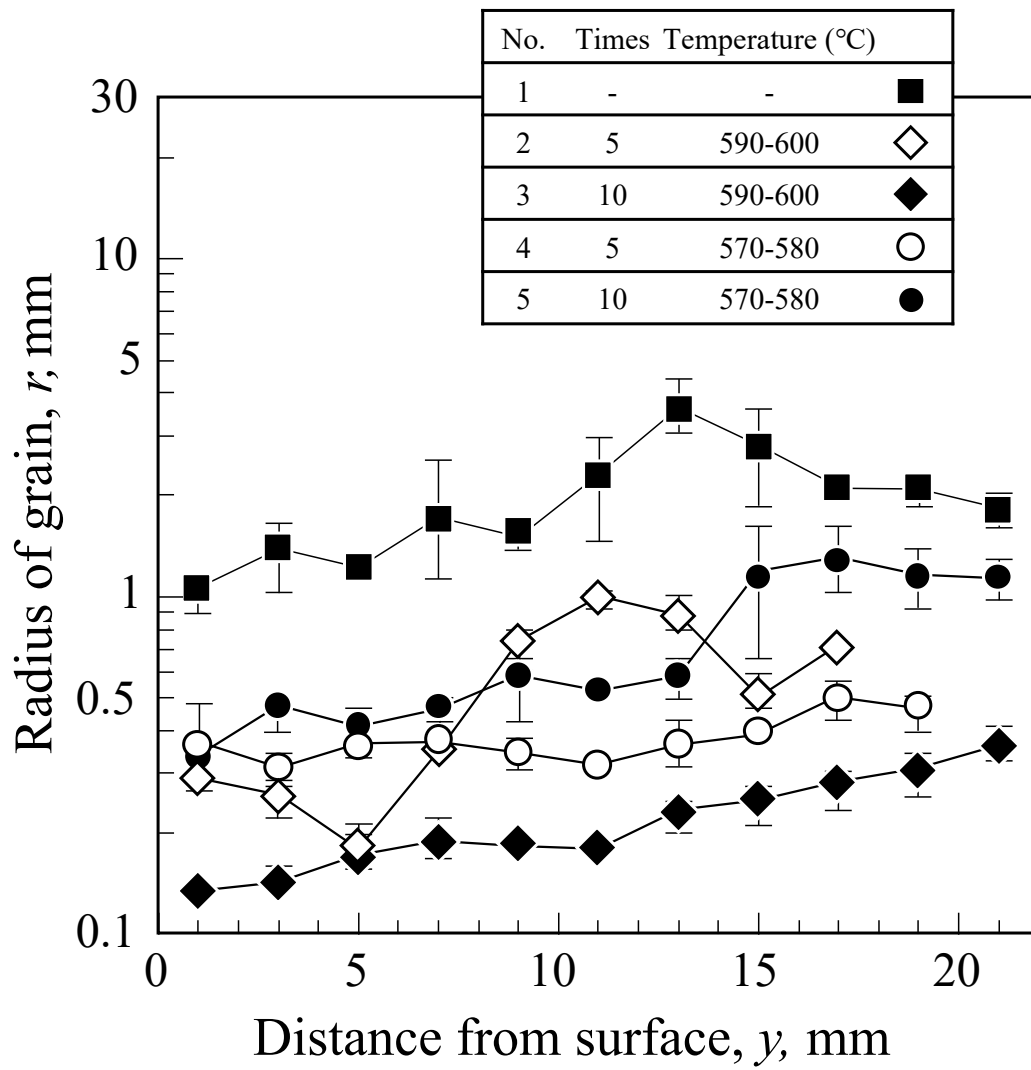 No. Times Temperature (℃)
1 - -
2 5 590-600
3 10 590-600
4 5 570-580
5 10 570-580
30
10
5
1
0.5
0.1
0 5 10 15 20
Radius of grain, r, mm
Distance from surface, y, mm